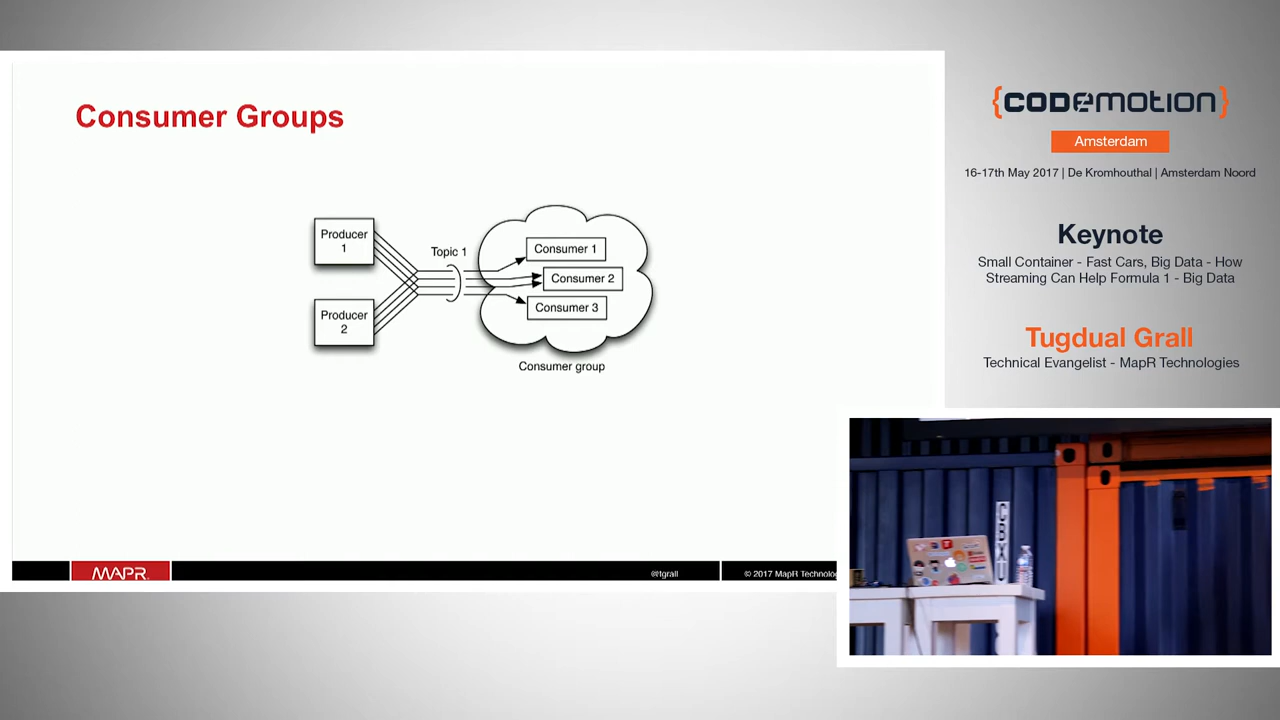 Consumer Groups
Producer
1
Producer
2
Topic 1
Consumer 1
Consumer 2
Consumer 3
Consumer group
MAPR
@tgrall
© 2017 MapR
{CODEMOTION}
Amsterdam
16-17th May 2017 | De Kromhouthal | Amsterdam Noord
Keynote
Small Container - Fast Cars, Big Data - How
Streaming Can Help Formula 1 - Big Data
Tugdual Grall
Technical Evangelist - MapR Technologies